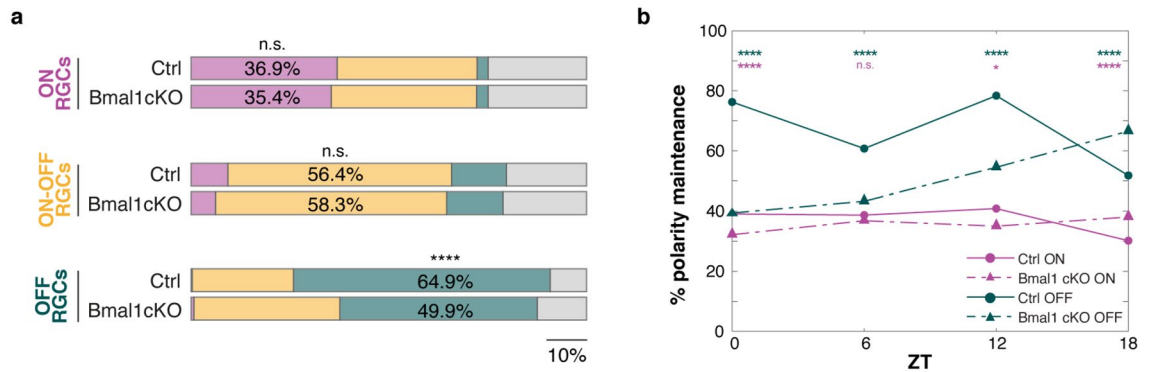 a
n.s.
ON
RGCs
Ctrl
36.9%
Bmal1cKO
35.4%
n.s.
ON-OFF
RGCs
Ctrl
56.4%
Bmal1cKO
58.3%
****
OFF
RGCs
Ctrl
64.9%
Bmal1cKO
49.9%
10%
b
% polarity maintenance
100
80
60
40
20
0
**** **** **** ****
**** n.s. * ****
Ctrl ON
Bmal1 cKO ON
Ctrl OFF
Bmal1 cKO OFF
0 6 12 18
ZT